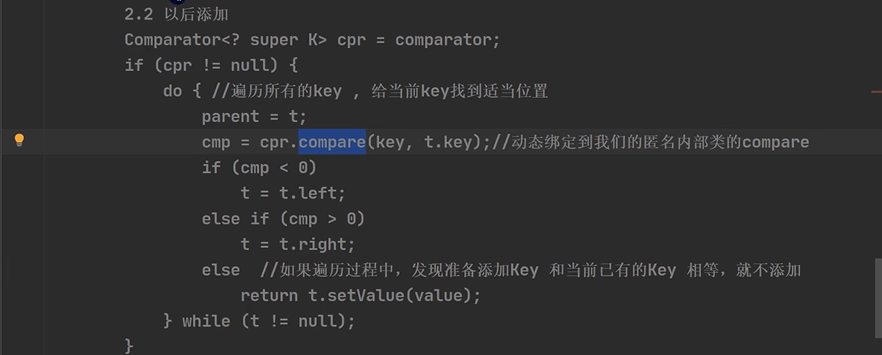 2.2 以后添加
Comparator<? super K> cpr = comparator;
if (cpr != null) {
do { //遍历所有的key , 给当前key找到适当位置
parent = t;
cmp = cpr.compare(key, t.key);//动态绑定到我们的匿名内部类的compare
if (cmp < 0)
t = t.left;
else if (cmp > 0)
t = t.right;
else  //如果遍历过程中，发现准备添加Key 和当前已有的Key 相等，就不添加
return t.setValue(value);
} while (t != null);
}